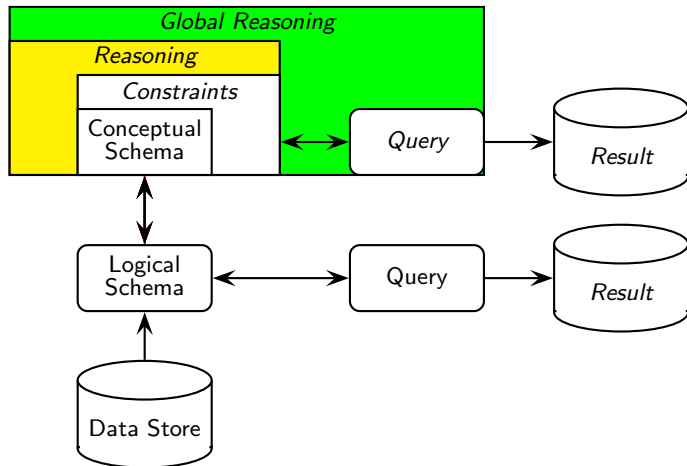 Global Reasoning
Reasoning
Constraints
Conceptual
Schema
Query
Result
Logical
Schema
Query
Result
Data Store